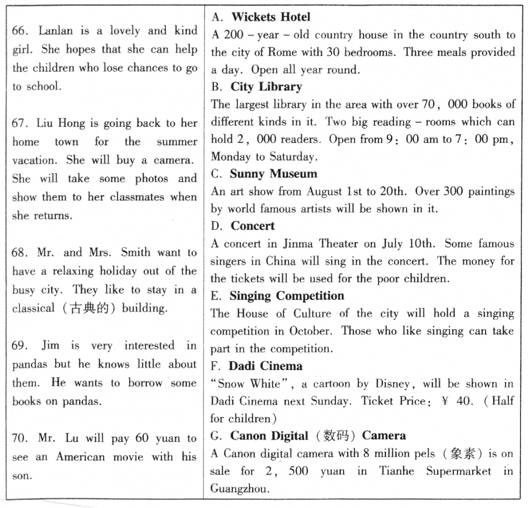 66. Lanlan is a lovely and kind
girl. She hopes that she can help
the children who lose chances to go
to school.
67. Liu Hong is going back to her
home town for the summer
vacation. She will buy a camera.
She will take some photos and
show them to her classmates when
she returns.
68. Mr. and Mrs. Smith want to
have a relaxing holiday out of the
busy city. They like to stay in a
classical (古典的) building.
69. Jim is very interested in
pandas but he knows little about
them. He wants to borrow some
books on pandas.
70. Mr. Lu will pay 60 yuan to
see an American movie with his
son.
A. Wickets Hotel
A 200 - year - old country house in the country south to
the city of Rome with 30 bedrooms. Three meals provided
a day. Open all year round.
B. City Library
The largest library in the area with over 70, 000 books of
different kinds in it. Two big reading - rooms which can
hold 2, 000 readers. Open from 9: 00 am to 7: 00 pm,
Monday to Saturday.
C. Sunny Museum
An art show from August 1st to 20th. Over 300 paintings
by world famous artists will be shown in it.
D. Concert
A concert in Jinma Theater on July 10th. Some famous
singers in China will sing in the concert. The money for
the tickets will be used for the poor children.
E. Singing Competition
The House of Culture of the city will hold a singing
competition in October. Those who like singing can take
part in the competition.
F. Dadi Cinema
"Snow White", a cartoon by Disney, will be shown in
Dadi Cinema next Sunday. Ticket Price: ¥ 40. (Half
for children)
G. Canon Digital (数码) Camera
A Canon digital camera with 8 million pels (象素) is on
sale for 2, 500 yuan in Tianhe Supermarket in
Guangzhou.